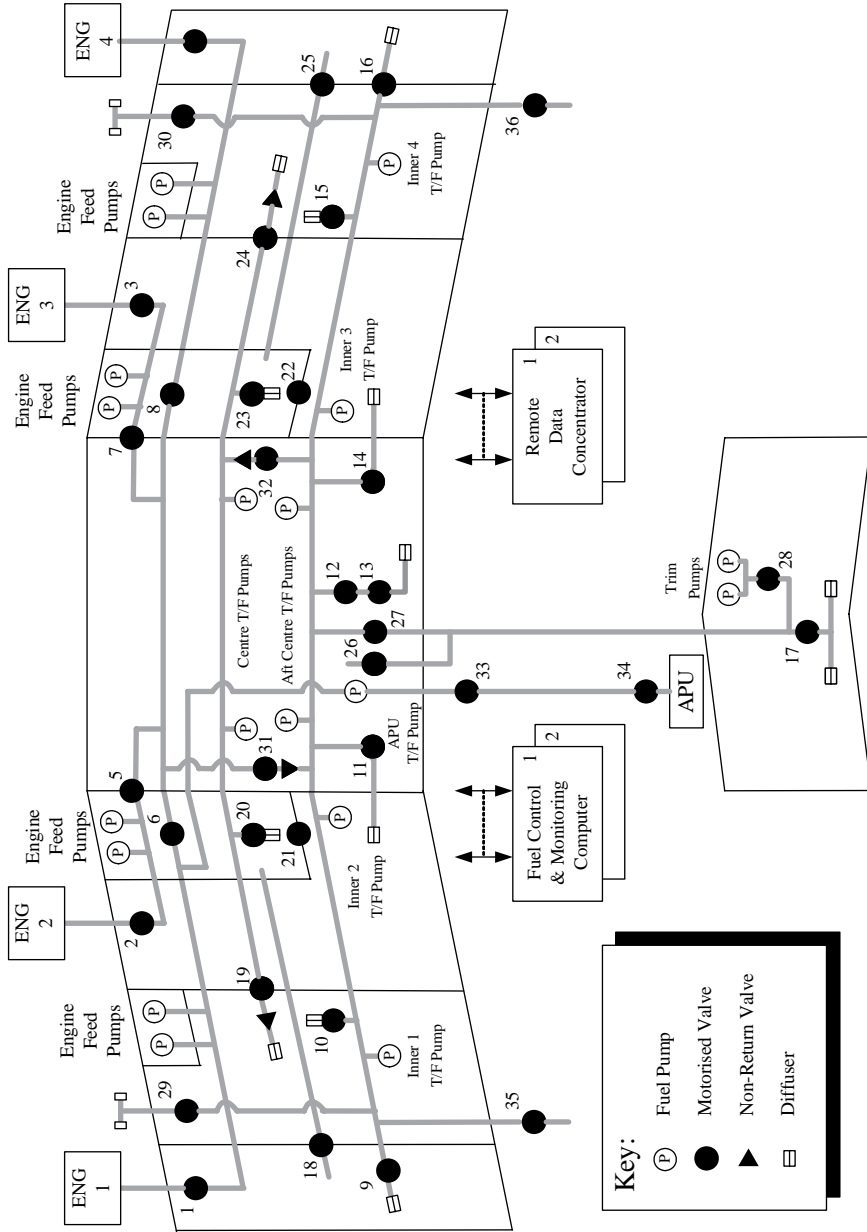 ENG
1
ENG
2
ENG
3
ENG
4
Engine
Feed
Pumps
Engine
Feed
Pumps
Engine
Feed
Pumps
Engine
Feed
Pumps
P
P
P
P
P
P
P
P
1
29
2
5
6
7
8
3
30
18
9
19
10
20
21
31
11
32
23
22
24
15
25
16
14
12
13
27
26
35
36
Centre T/F Pumps
P
P
Aft Centre T/F Pumps
P
P
P
APU
T/F Pump
P
Inner 1
T/F Pump
P
Inner 2
T/F Pump
P
Inner 3
T/F Pump
P
Inner 4
T/F Pump
33
34
APU
Trim
Pumps
P
P
28
17
Fuel Control
& Monitoring
Computer
1
2
Remote
Data
Concentrator
1
2
Key:
P
Fuel Pump
Motorised Valve
Non-Return Valve
Diffuser